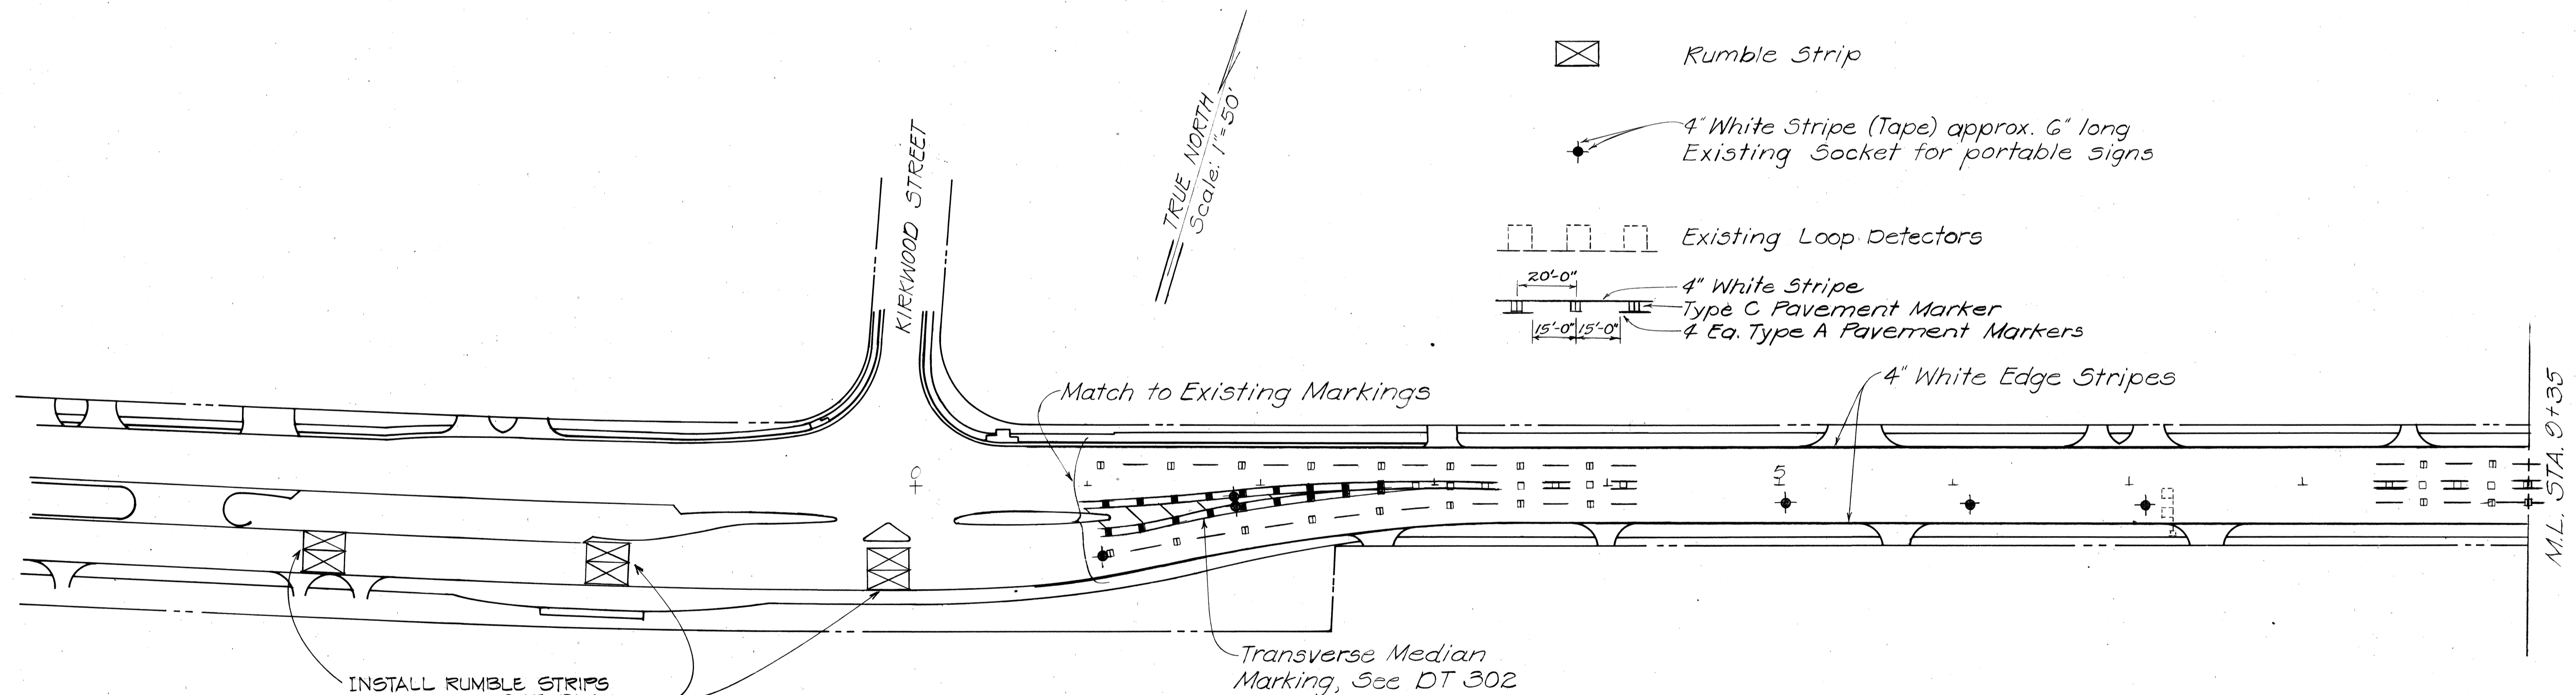 Rumble Strip
4" White Stripe (Tape) approx. 6" long
Existing Socket for portable signs
Existing Loop Detectors
20'-0"
4" White Stripe
Type C Pavement Marker
15'-0" 15'-0"
4 Ea. Type A Pavement Markers
TRUE NORTH
Scale: 1"=50'
KIRKWOOD STREET
Match to Existing Markings
4" White Edge Stripes
M.L. STA. 9+35
0
5
Transverse Median
Marking, See DT 302
INSTALL RUMBLE STRIPS